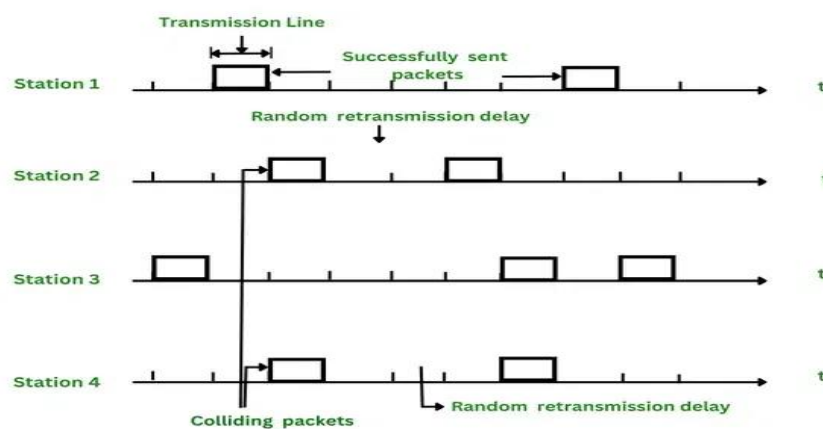 Transmission Line
Successfully sent
packets
Station 1
t
Random retransmission delay
Station 2
Station 3
t
Station 4
t
Random retransmission delay
Colliding packets